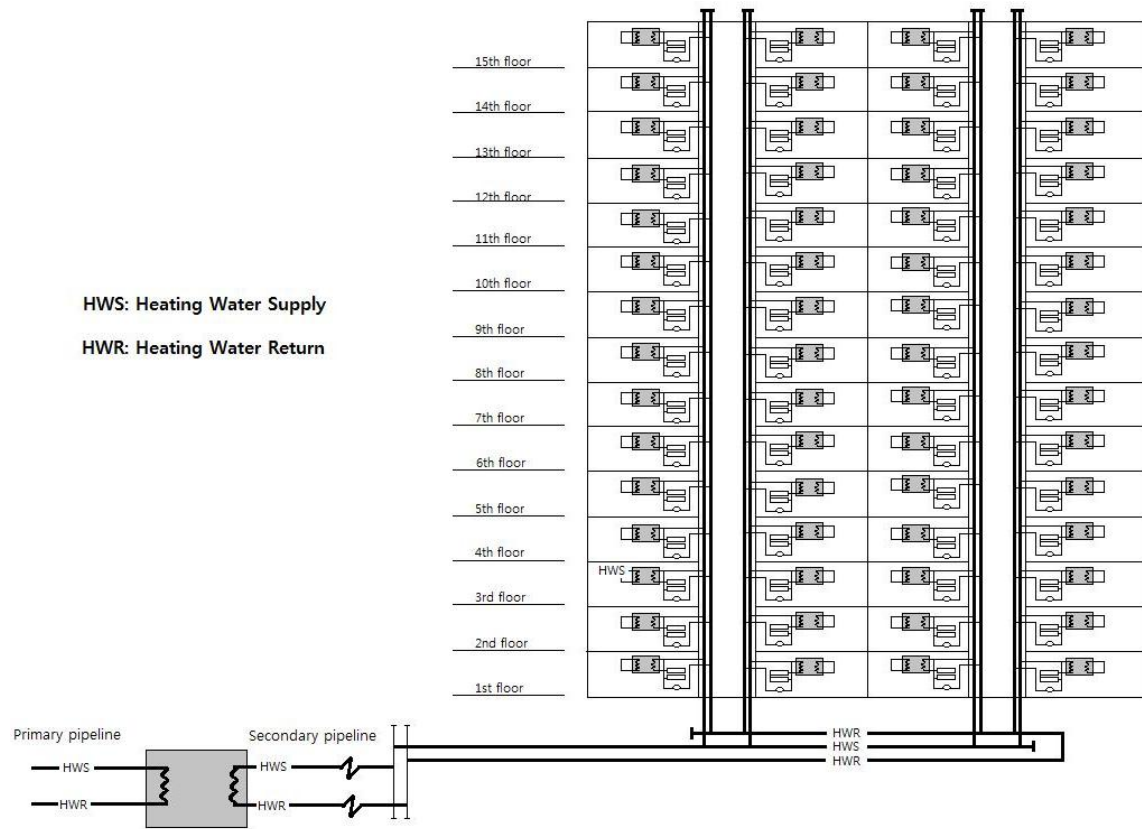 15th floor
14th floor
13th floor
12th floor
11th floor
10th floor
9th floor
8th floor
7th floor
6th floor
5th floor
4th floor
3rd floor
2nd floor
1st floor
HWS: Heating Water Supply
HWR: Heating Water Return
HWS
Primary pipeline
Secondary pipeline
HWS
HWR
HWS
HWR
HWR
HWS
HWR